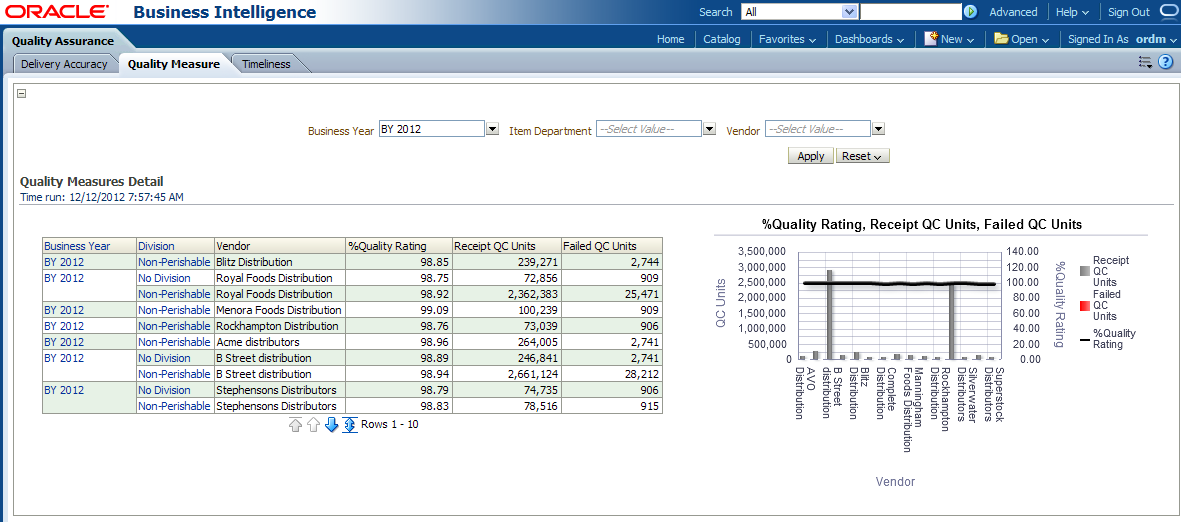 ORACLE Business Intelligence Search All Advanced Help Sign Out
Quality Assurance Home Catalog Favorites Dashboards New Open Signed In As ordm
Delivery Accuracy Quality Measure Timeliness
Business Year BY 2012 Item Department --Select Value-- Vendor --Select Value--
Apply Reset
Quality Measures Detail
Time run: 12/12/2012 7:57:45 AM
Business Year Division Vendor %Quality Rating Receipt QC Units Failed QC Units
BY 2012 Non-Perishable Blitz Distribution 98.85 239,271 2,744
BY 2012 No Division Royal Foods Distribution 98.75 72,856 909
Non-Perishable Royal Foods Distribution 98.92 2,362,383 25,471
BY 2012 Non-Perishable Menora Foods Distribution 99.09 100,239 909
BY 2012 Non-Perishable Rockhampton Distribution 98.76 73,039 906
BY 2012 Non-Perishable Acme distributors 98.96 264,005 2,741
BY 2012 No Division B Street distribution 98.89 246,841 2,741
Non-Perishable B Street distribution 98.94 2,661,124 28,212
BY 2012 No Division Stephensons Distributors 98.79 74,735 906
Non-Perishable Stephensons Distributors 98.83 78,516 915
Rows 1 - 10
%Quality Rating, Receipt QC Units, Failed QC Units
QC Units
3,500,000
3,000,000
2,500,000
2,000,000
1,500,000
1,000,000
500,000
0
140.00
120.00
100.00
80.00
60.00
40.00
20.00
0.00
%Quality Rating
Receipt
QC
Units
Failed
QC
Units
%Quality
Rating
AVO Distribution
B Street distribution
Blitz Distribution
Complete Distribution
Manningham Foods Distribution
Rockhampton Distribution
Silverwater Distributors
Superstock Distributors
Vendor